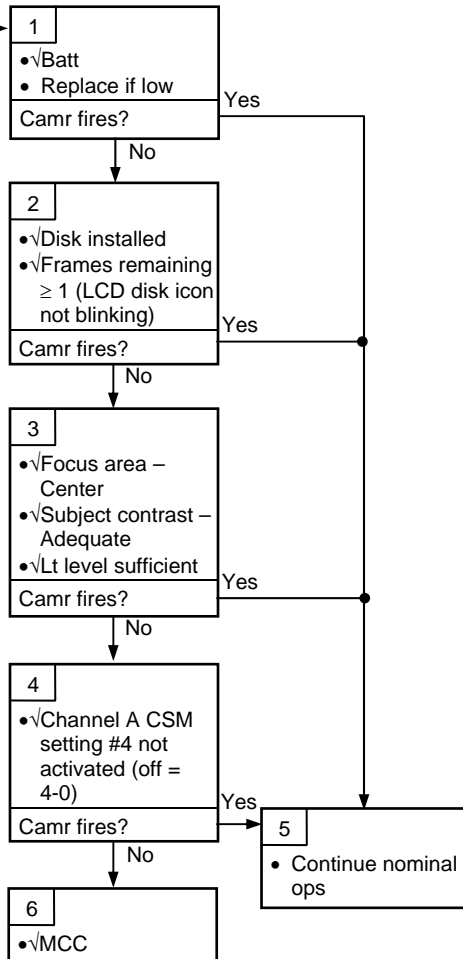 1
•√Batt
• Replace if low
Camr fires?
Yes
No
2
•√Disk installed
•√Frames remaining
≥ 1 (LCD disk icon
not blinking)
Camr fires?
Yes
No
3
•√Focus area –
Center
•√Subject contrast –
Adequate
•√Lt level sufficient
Camr fires?
Yes
No
4
•√Channel A CSM
setting #4 not
activated (off =
4-0)
Camr fires?
Yes
No
5
• Continue nominal
ops
6
•√MCC